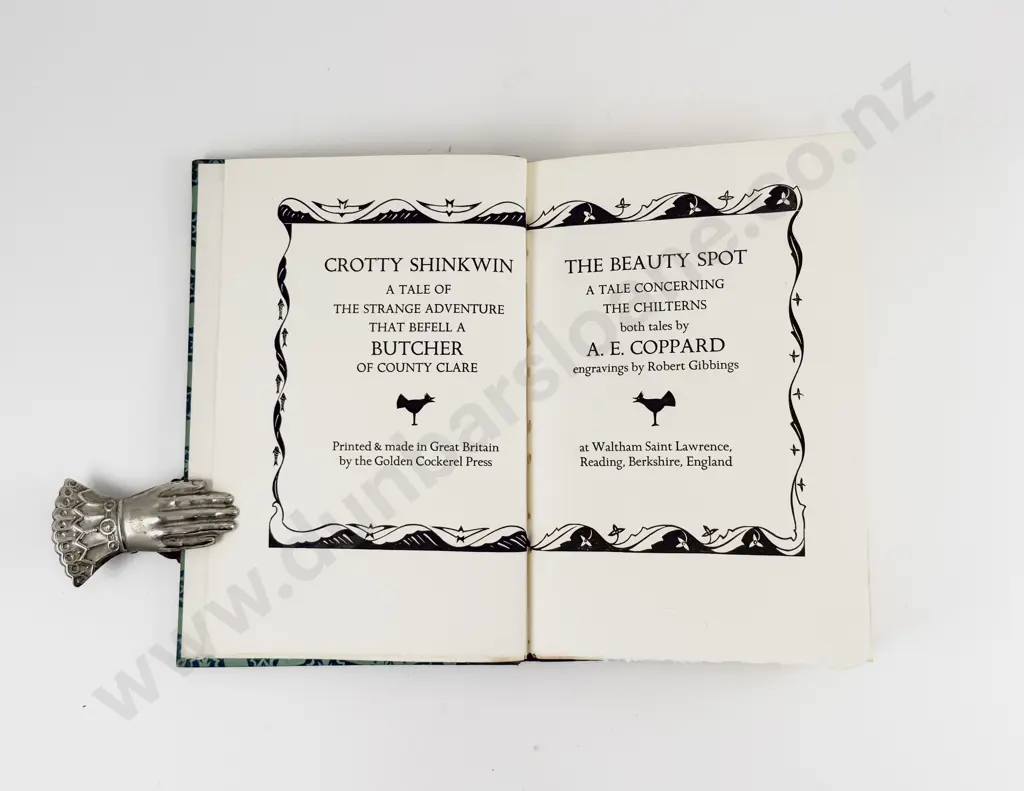 CROTTY SHINKWIN
A TALE OF
THE STRANGE ADVENTURE
THAT BEFELL A
BUTCHER
OF COUNTY CLARE
Printed & made in Great Britain
by the Golden Cockerel Press
THE BEAUTY SPOT
A TALE CONCERNING
THE CHILTERNS
both tales by
A. E. COPPARD
engravings by Robert Gibbings
at Waltham Saint Lawrence,
Reading, Berkshire, England
www.dunbarsloane.co.nz